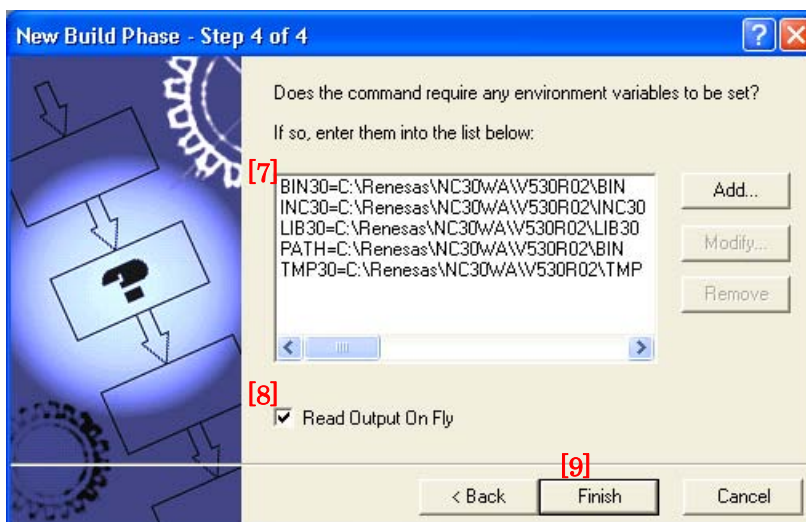 New Build Phase - Step 4 of 4
Does the command require any environment variables to be set?
If so, enter them into the list below:
[7]
BIN30=C:\Renesas\NC30WA\V530R02\BIN
INC30=C:\Renesas\NC30WA\V530R02\INC30
LIB30=C:\Renesas\NC30WA\V530R02\LIB30
PATH=C:\Renesas\NC30WA\V530R02\BIN
TMP30=C:\Renesas\NC30WA\V530R02\TMP
Add...
Modify...
Remove
[8]
Read Output On Fly
[9]
< Back
Finish
Cancel